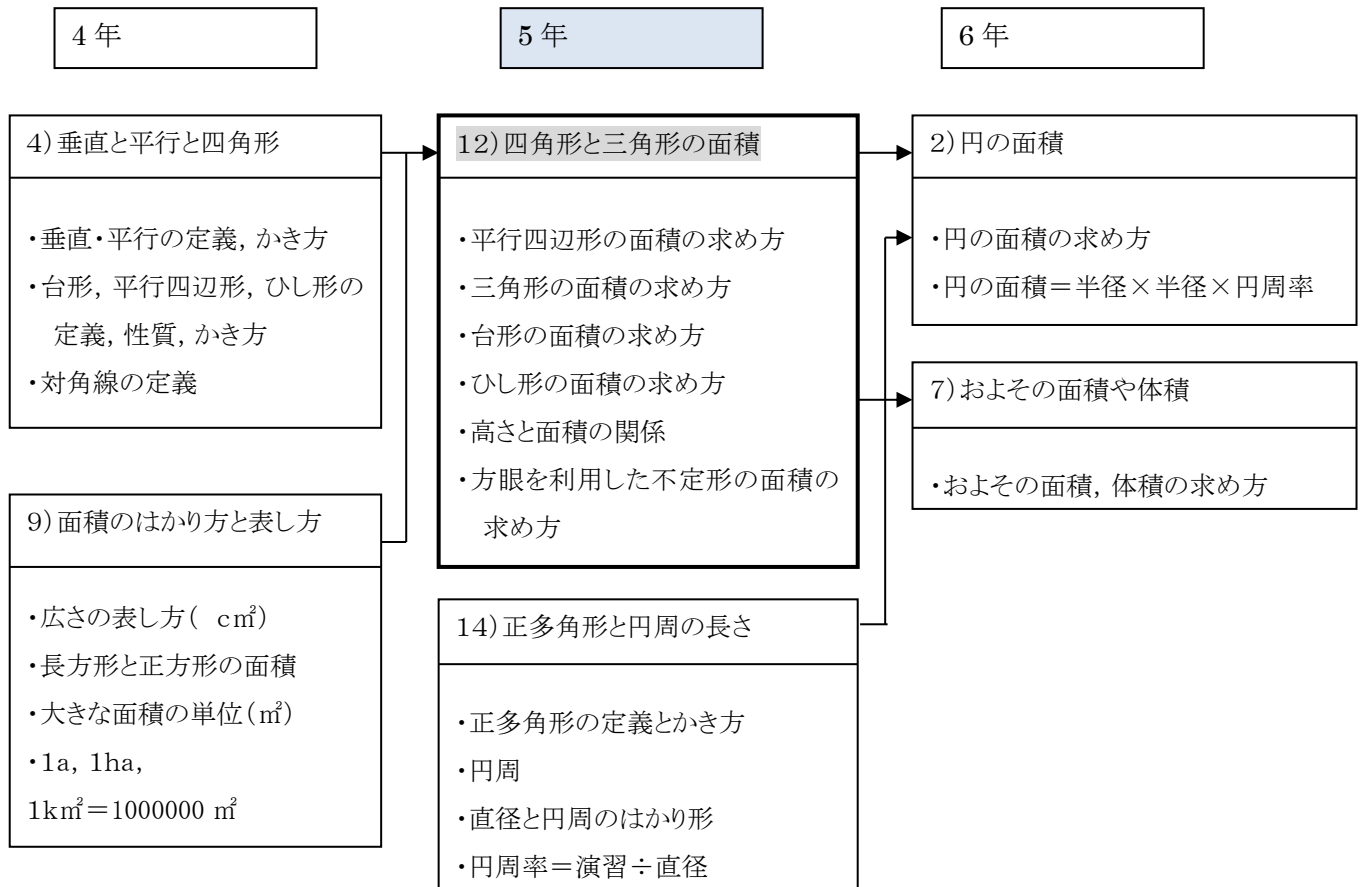 4年
5年
6年
4)垂直と平行と四角形
・垂直・平行の定義, かき方
・台形, 平行四辺形, ひし形の
定義, 性質, かき方
・対角線の定義
9)面積のはかり方と表し方
・広さの表し方( c㎡)
・長方形と正方形の面積
・大きな面積の単位(㎡)
・1a, 1ha,
1k㎡=1000000 ㎡
12)四角形と三角形の面積
・平行四辺形の面積の求め方
・三角形の面積の求め方
・台形の面積の求め方
・ひし形の面積の求め方
・高さと面積の関係
・方眼を利用した不定形の面積の
求め方
14)正多角形と円周の長さ
・正多角形の定義とかき方
・円周
・直径と円周のはかり形
・円周率=演習÷直径
2)円の面積
・円の面積の求め方
・円の面積=半径×半径×円周率
7)およその面積や体積
・およその面積, 体積の求め方